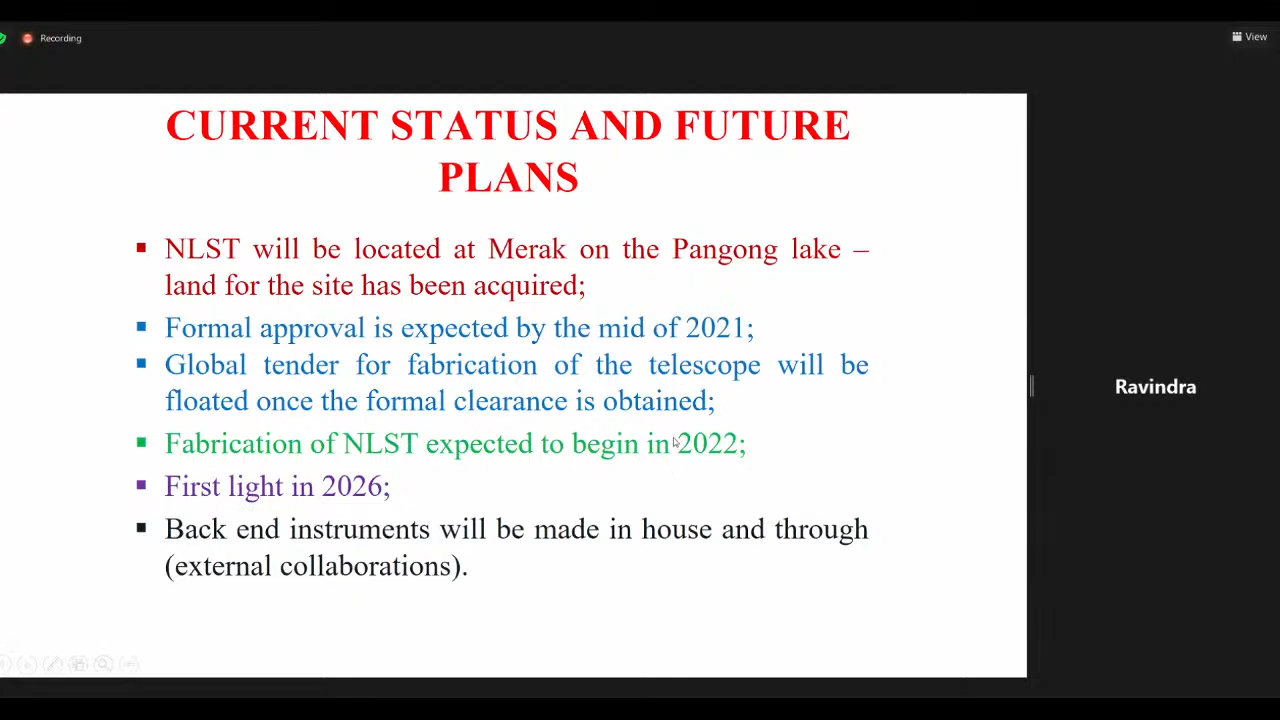 Recording
View
CURRENT STATUS AND FUTURE
PLANS
NLST will be located at Merak on the Pangong lake –
land for the site has been acquired;
Formal approval is expected by the mid of 2021;
Global tender for fabrication of the telescope will be
floated once the formal clearance is obtained;
Fabrication of NLST expected to begin in 2022;
First light in 2026;
Back end instruments will be made in house and through
(external collaborations).
Ravindra